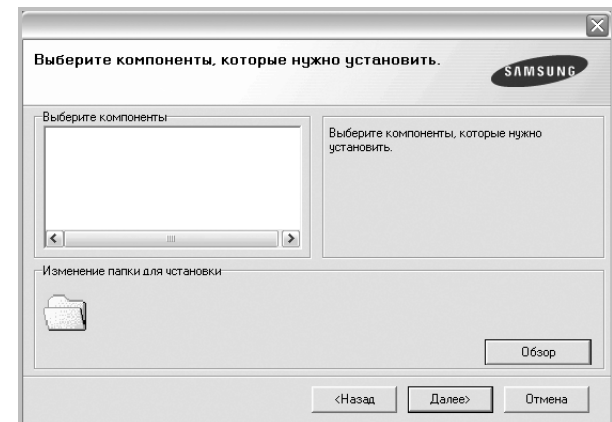 Выберите компоненты, которые нужно установить.
SAMSUNG
Выберите компоненты
Выберите компоненты, которые нужно
установить.
Изменение папки для установки
Обзор
<Назад
Далее>
Отмена